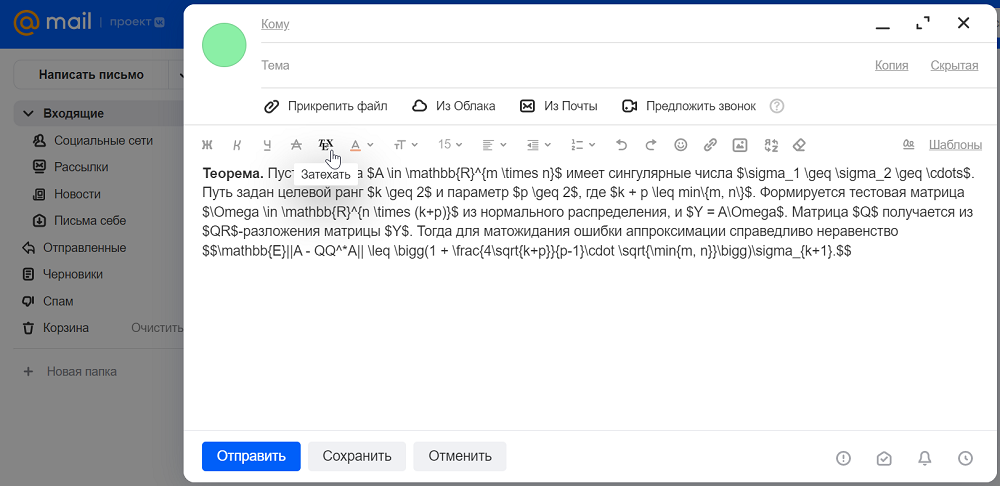 @mail | проект VK
Написать письмо
Входящие
Социальные сети
Рассылки
Новости
Письма себе
Отправленные
Черновики
Спам
Корзина Очистить
+ Новая папка
Кому
Тема Копия Скрытая
Прикрепить файл Из Облака Из Почты Предложить звонок ?
Ж К Ч А TEX А тТ 15 Шаблоны
Затехать
Теорема. Пуст а $A \in \mathbb{R}^{m \times n}$ имеет сингулярные числа $\sigma_1 \geq \sigma_2 \geq \cdots$.
Путь задан целевой ранг $k \geq 2$ и параметр $p \geq 2$, где $k + p \leq min\{m, n\}$. Формируется тестовая матрица
$\Omega \in \mathbb{R}^{n \times (k+p)}$ из нормального распределения, и $Y = A\Omega$. Матрица $Q$ получается из
$QR$-разложения матрицы $Y$. Тогда для матожидания ошибки аппроксимации справедливо неравенство
$$\mathbb{E}||A - QQ^*A|| \leq \bigg(1 + \frac{4\sqrt{k+p}}{p-1}\cdot \sqrt{\min{m, n}}\bigg)\sigma_{k+1}.$$
Отправить Сохранить Отменить